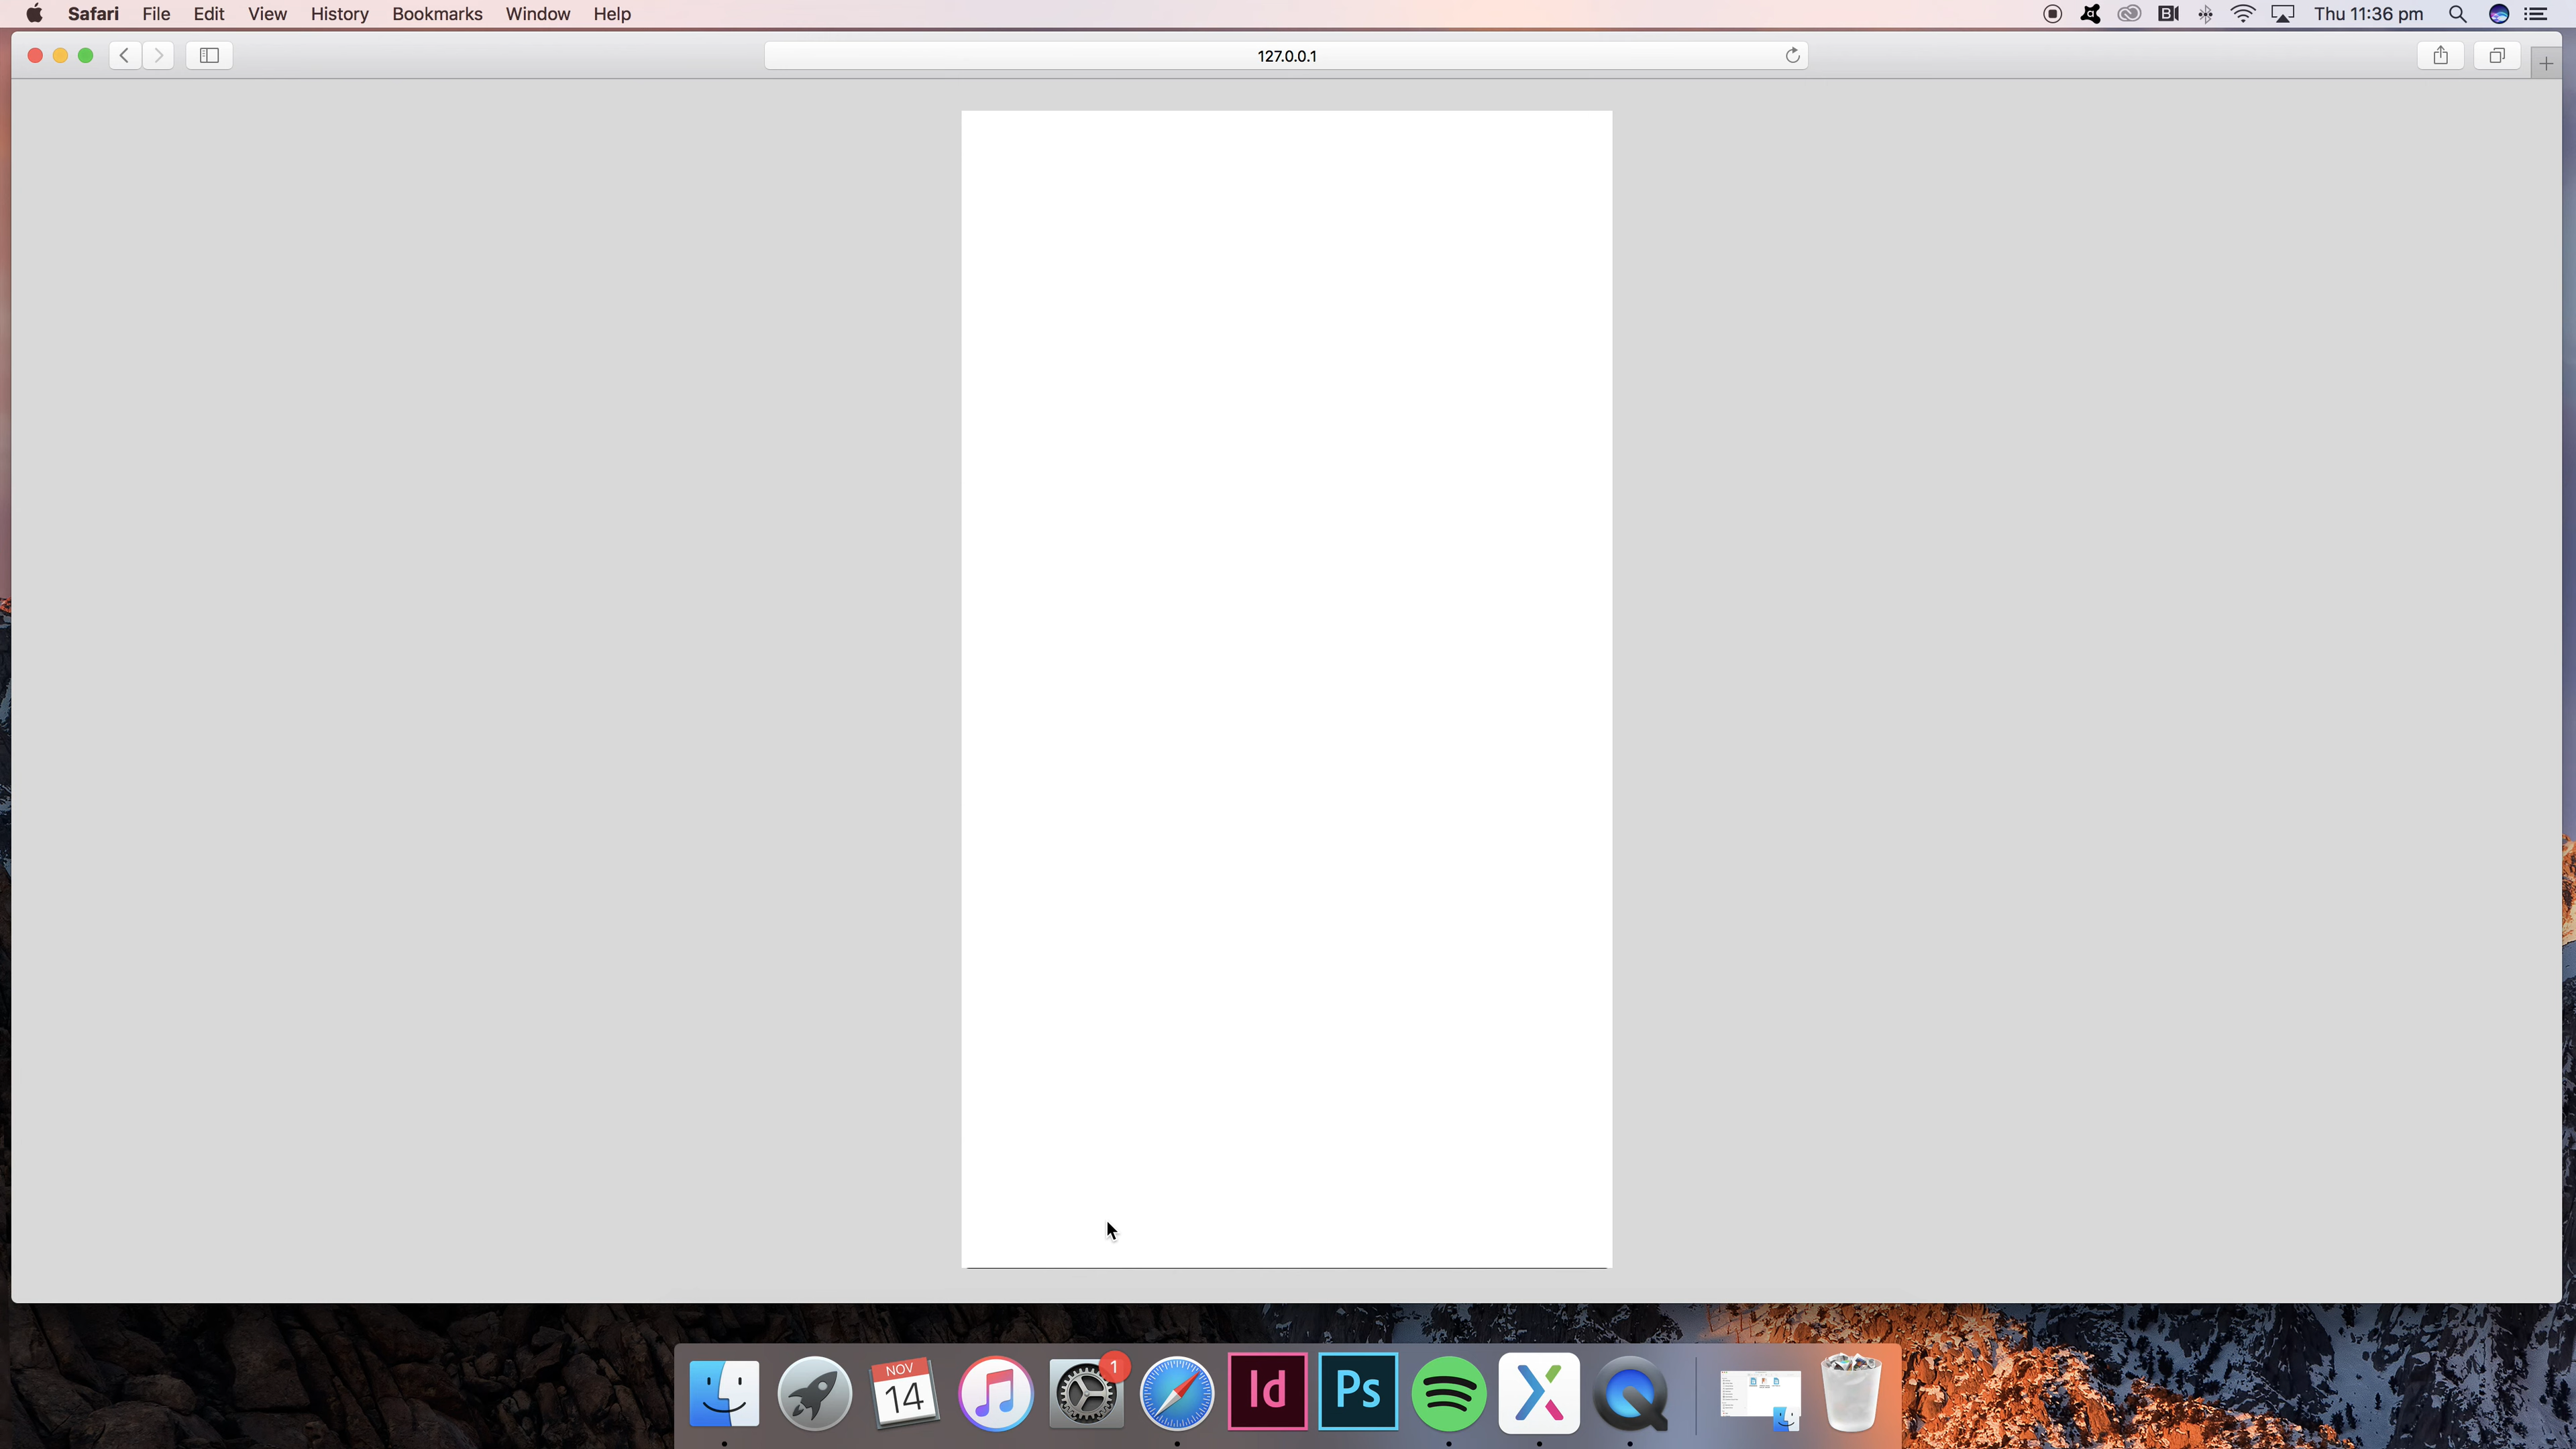 Safari File Edit View History Bookmarks Window Help Thu 11:36 pm
127.0.0.1
1
NOV
14
Id
Ps